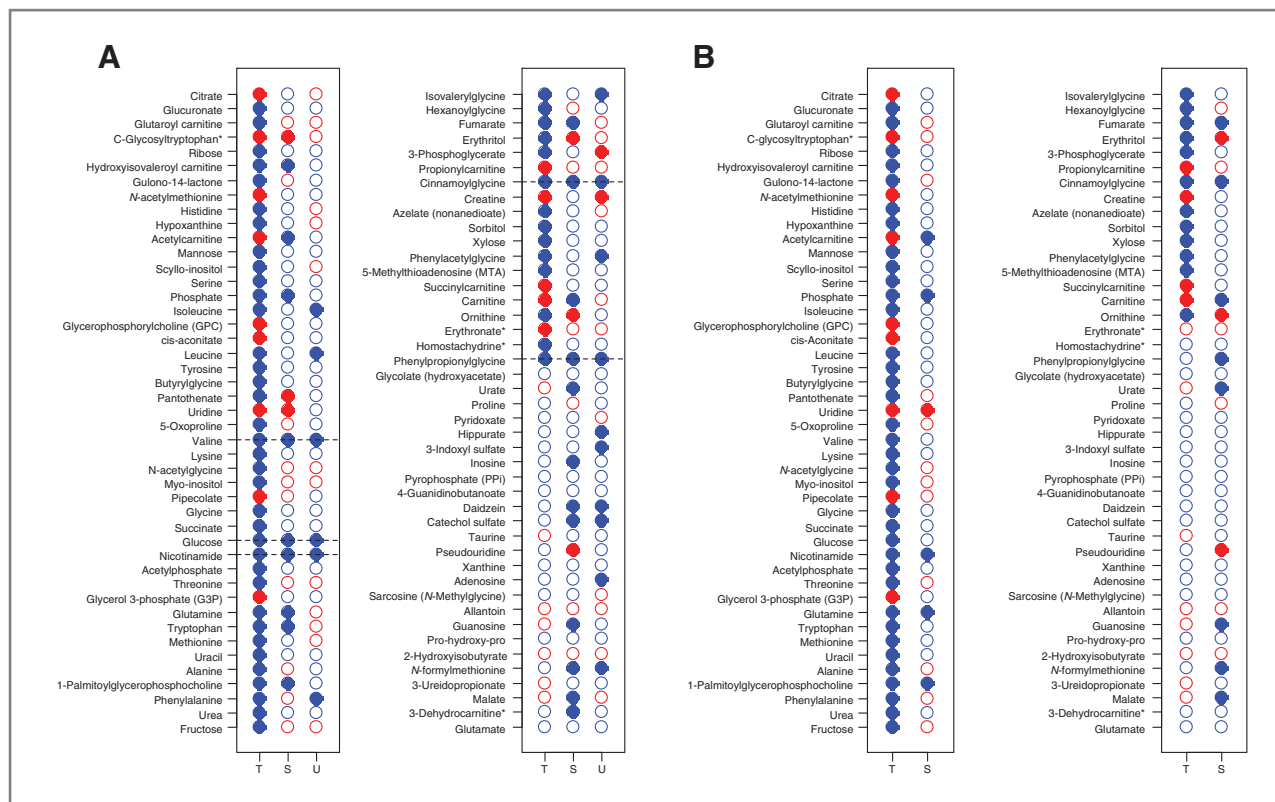 A
Citrate
Glucuronate
Glutaroyl carnitine
C-Glycosyltryptophan*
Ribose
Hydroxyisovaleroyl carnitine
Gulono-14-lactone
N-acetylmethionine
Histidine
Hypoxanthine
Acetylcarnitine
Mannose
Scyllo-inositol
Serine
Phosphate
Isoleucine
Glycerophosphorylcholine (GPC)
cis-aconitate
Leucine
Tyrosine
Butyrylglycine
Pantothenate
Uridine
5-Oxoproline
Valine
Lysine
N-acetylglycine
Myo-inositol
Pipecolate
Glycine
Succinate
Glucose
Nicotinamide
Acetylphosphate
Threonine
Glycerol 3-phosphate (G3P)
Glutamine
Tryptophan
Methionine
Uracil
Alanine
1-Palmitoylglycerophosphocholine
Phenylalanine
Urea
Fructose
T S U
Isovalerylglycine
Hexanoylglycine
Fumarate
Erythritol
3-Phosphoglycerate
Propionylcarnitine
Cinnamoylglycine
Creatine
Azelate (nonanedioate)
Sorbitol
Xylose
Phenylacetylglycine
5-Methylthioadenosine (MTA)
Succinylcarnitine
Carnitine
Ornithine
Erythronate*
Homostachydrine*
Phenylpropionylglycine
Glycolate (hydroxyacetate)
Urate
Proline
Pyridoxate
Hippurate
3-Indoxyl sulfate
Inosine
Pyrophosphate (PPi)
4-Guanidinobutanoate
Daidzein
Catechol sulfate
Taurine
Pseudouridine
Xanthine
Adenosine
Sarcosine (N-Methylglycine)
Allantoin
Guanosine
Pro-hydroxy-pro
2-Hydroxyisobutyrate
N-formylmethionine
3-Ureidopropionate
Malate
3-Dehydrocarnitine*
Glutamate
T S U
B
Citrate
Glucuronate
Glutaroyl carnitine
C-glycosyltryptophan*
Ribose
Hydroxyisovaleroyl carnitine
Gulono-14-lactone
N-acetylmethionine
Histidine
Hypoxanthine
Acetylcarnitine
Mannose
Scyllo-inositol
Serine
Phosphate
Isoleucine
Glycerophosphorylcholine (GPC)
cis-Aconitate
Leucine
Tyrosine
Butyrylglycine
Pantothenate
Uridine
5-Oxoproline
Valine
Lysine
N-acetylglycine
Myo-inositol
Pipecolate
Glycine
Succinate
Glucose
Nicotinamide
Acetylphosphate
Threonine
Glycerol 3-phosphate (G3P)
Glutamine
Tryptophan
Methionine
Uracil
Alanine
1-Palmitoylglycerophosphocholine
Phenylalanine
Urea
Fructose
T S
Isovalerylglycine
Hexanoylglycine
Fumarate
Erythritol
3-Phosphoglycerate
Propionylcarnitine
Cinnamoylglycine
Creatine
Azelate (nonanedioate)
Sorbitol
Xylose
Phenylacetylglycine
5-Methylthioadenosine (MTA)
Succinylcarnitine
Carnitine
Ornithine
Erythronate*
Homostachydrine*
Phenylpropionylglycine
Glycolate (hydroxyacetate)
Urate
Proline
Pyridoxate
Hippurate
3-Indoxyl sulfate
Inosine
Pyrophosphate (PPi)
4-Guanidinobutanoate
Daidzein
Catechol sulfate
Taurine
Pseudouridine
Xanthine
Adenosine
Sarcosine (N-Methylglycine)
Allantoin
Guanosine
Pro-hydroxy-pro
2-Hydroxyisobutyrate
N-formylmethionine
3-Ureidopropionate
Malate
3-Dehydrocarnitine*
Glutamate
T S